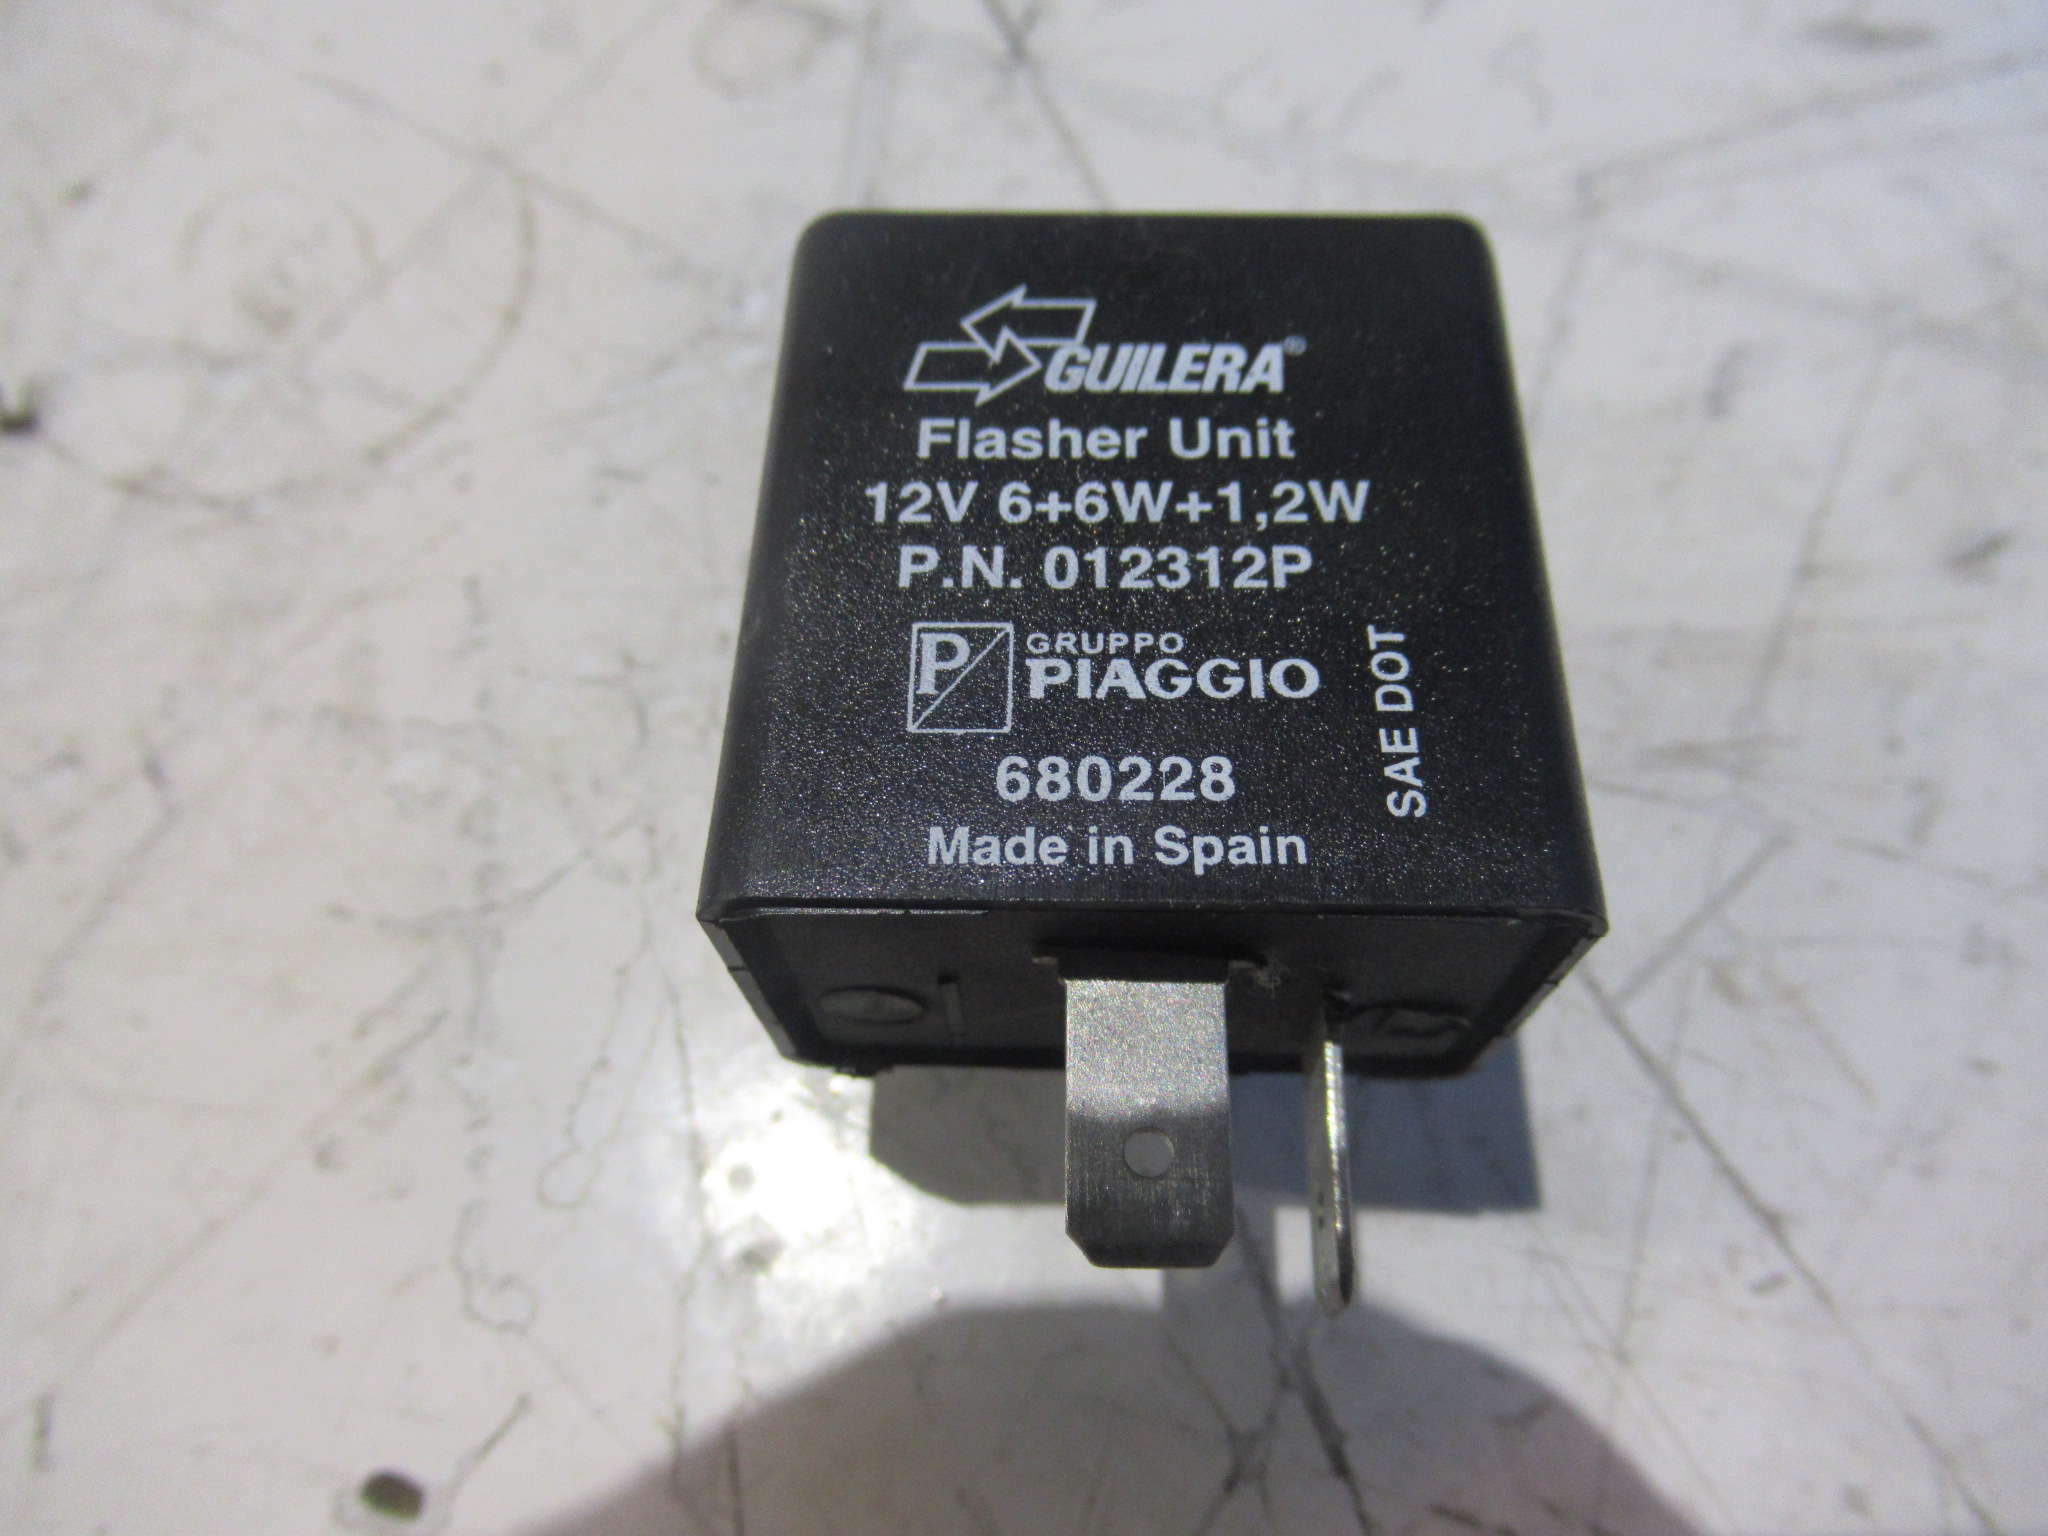 GUILERA®
Flasher Unit
12V 6+6W+1,2W
P.N. 012312P
P GRUPPO
PIAGGIO
680228
Made in Spain
SAE DOT